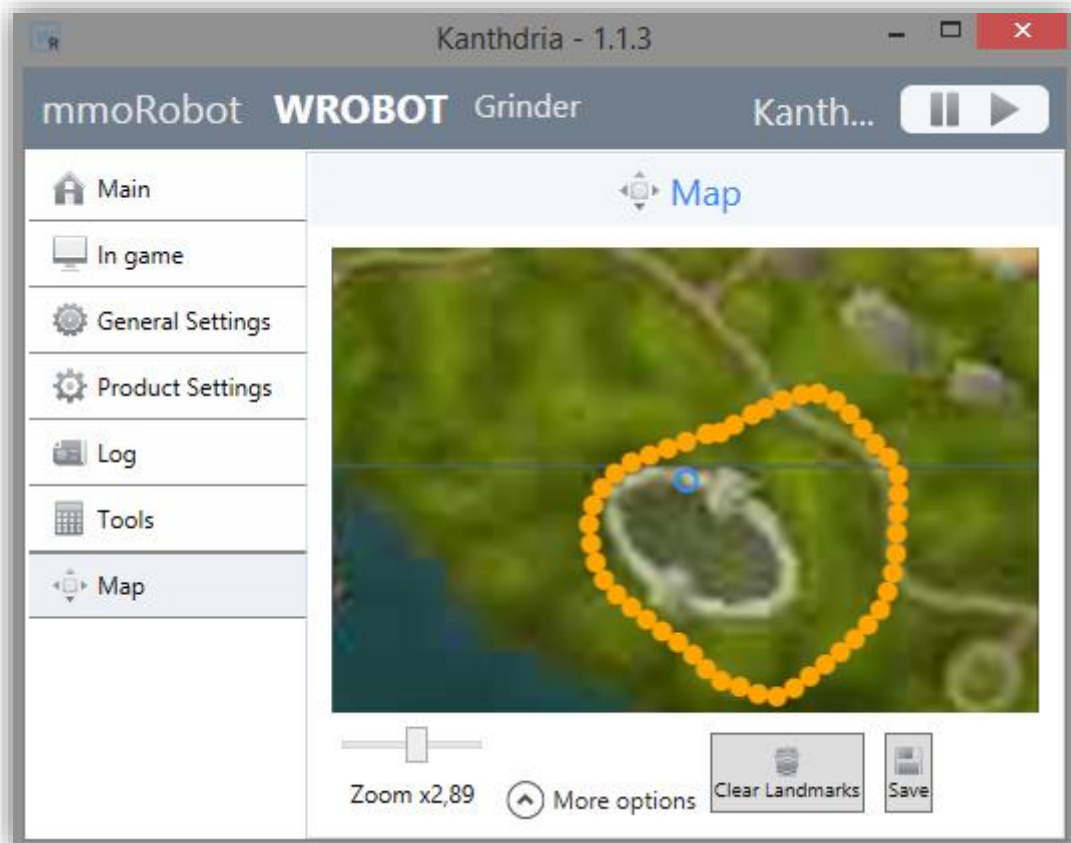 Kanthdria - 1.1.3
mmoRobot WROBOT Grinder Kanth...
Main
In game
General Settings
Product Settings
Log
Tools
Map
Map
Zoom x2,89
More options
Clear Landmarks
Save